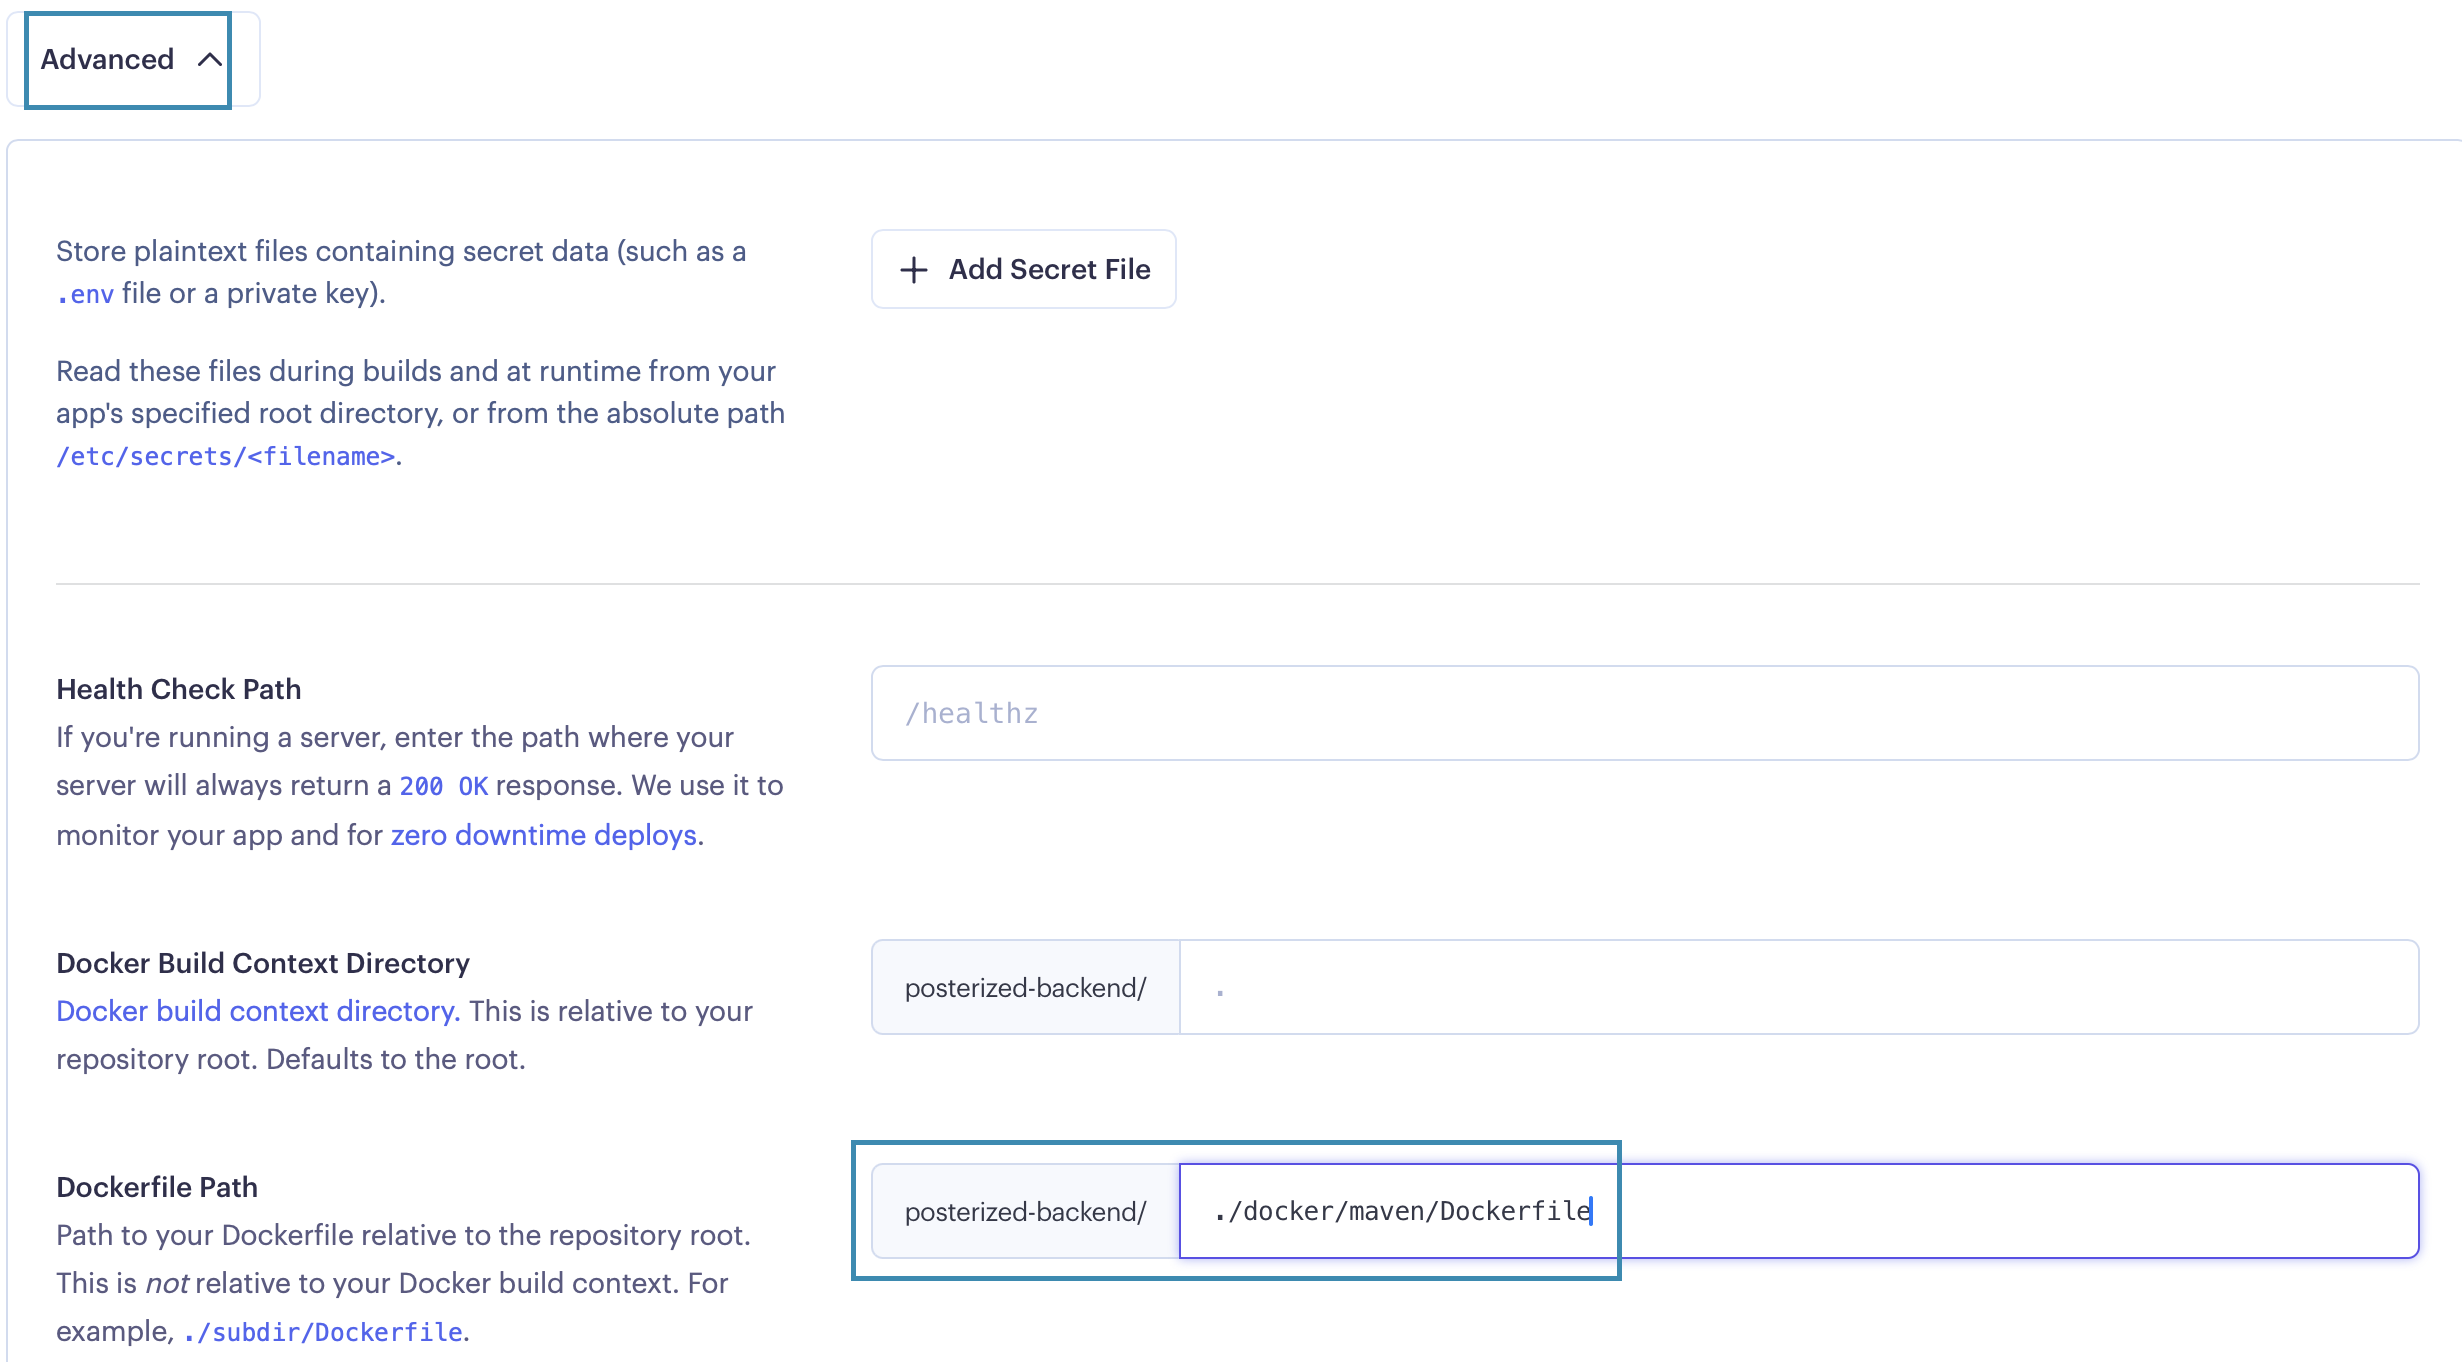 Advanced
Store plaintext files containing secret data (such as a
.env file or a private key).
Add Secret File
Read these files during builds and at runtime from your
app's specified root directory, or from the absolute path
/etc/secrets/<filename>.
Health Check Path
If you're running a server, enter the path where your
server will always return a 200 OK response. We use it to
monitor your app and for zero downtime deploys.
/healthz
Docker Build Context Directory
Docker build context directory. This is relative to your
repository root. Defaults to the root.
posterized-backend/ .
Dockerfile Path
Path to your Dockerfile relative to the repository root.
This is not relative to your Docker build context. For
example, ./subdir/Dockerfile.
posterized-backend/ ./docker/maven/Dockerfile